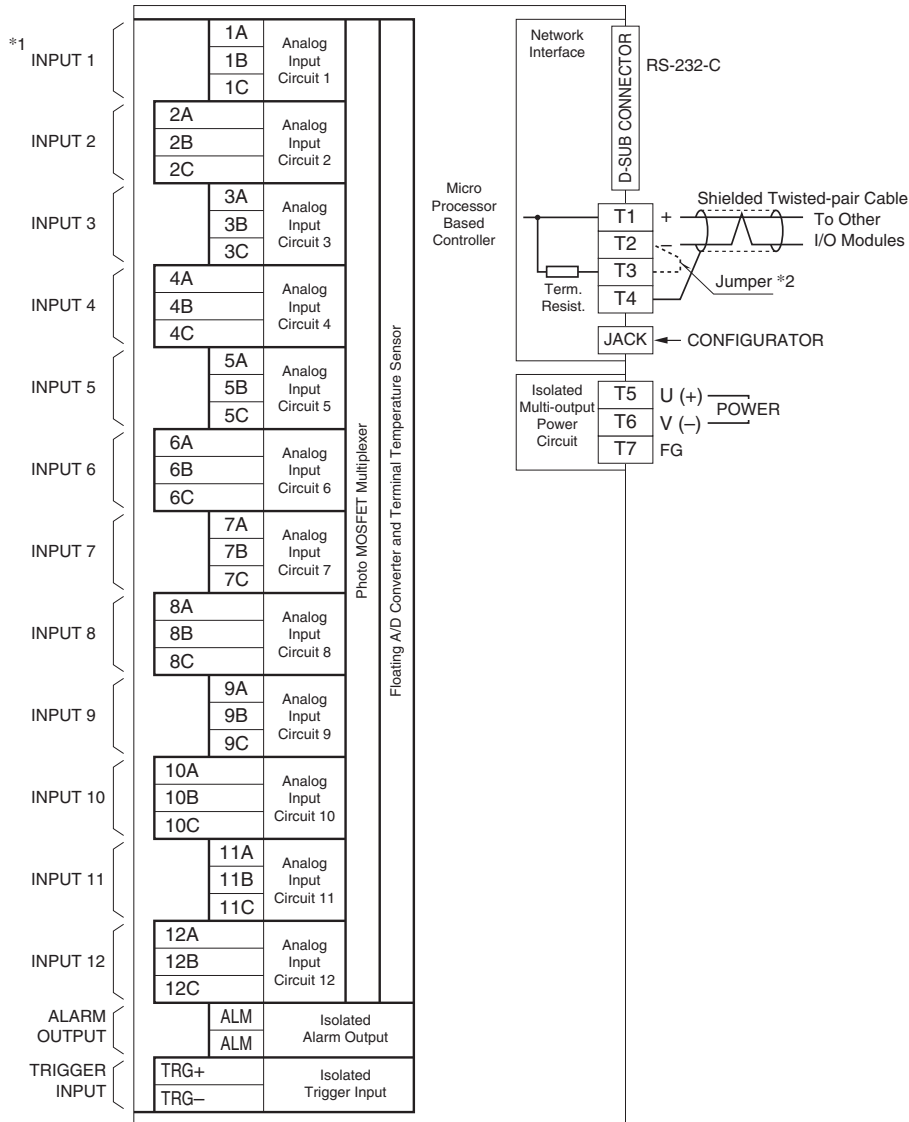 *1
INPUT 1
1A
1B
1C
Analog
Input
Circuit 1
INPUT 2
2A
2B
2C
Analog
Input
Circuit 2
INPUT 3
3A
3B
3C
Analog
Input
Circuit 3
INPUT 4
4A
4B
4C
Analog
Input
Circuit 4
INPUT 5
5A
5B
5C
Analog
Input
Circuit 5
INPUT 6
6A
6B
6C
Analog
Input
Circuit 6
INPUT 7
7A
7B
7C
Analog
Input
Circuit 7
INPUT 8
8A
8B
8C
Analog
Input
Circuit 8
INPUT 9
9A
9B
9C
Analog
Input
Circuit 9
INPUT 10
10A
10B
10C
Analog
Input
Circuit 10
INPUT 11
11A
11B
11C
Analog
Input
Circuit 11
INPUT 12
12A
12B
12C
Analog
Input
Circuit 12
ALARM
OUTPUT
ALM
ALM
Isolated
Alarm Output
TRIGGER
INPUT
TRG+
TRG–
Isolated
Trigger Input
Photo MOSFET Multiplexer
Floating A/D Converter and Terminal Temperature Sensor
Micro
Processor
Based
Controller
Network
Interface
D-SUB CONNECTOR
RS-232-C
T1
T2
T3
T4
+
–
Shielded Twisted-pair Cable
To Other
I/O Modules
Jumper *2
Term.
Resist.
JACK
CONFIGURATOR
Isolated
Multi-output
Power
Circuit
T5
T6
T7
U (+)
V (–)
FG
POWER